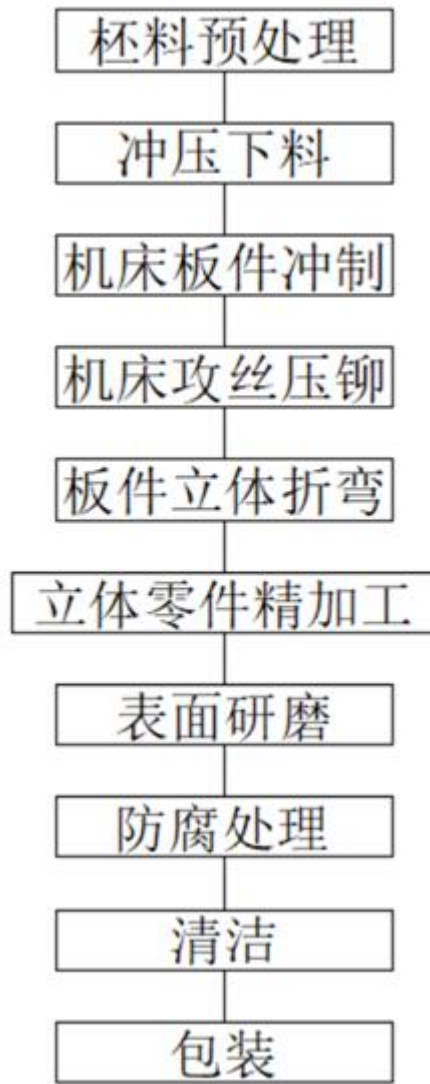 柸料预处理
冲压下料
机床板件冲制
机床攻丝压铆
板件立体折弯
立体零件精加工
表面研磨
防腐处理
清洁
包装